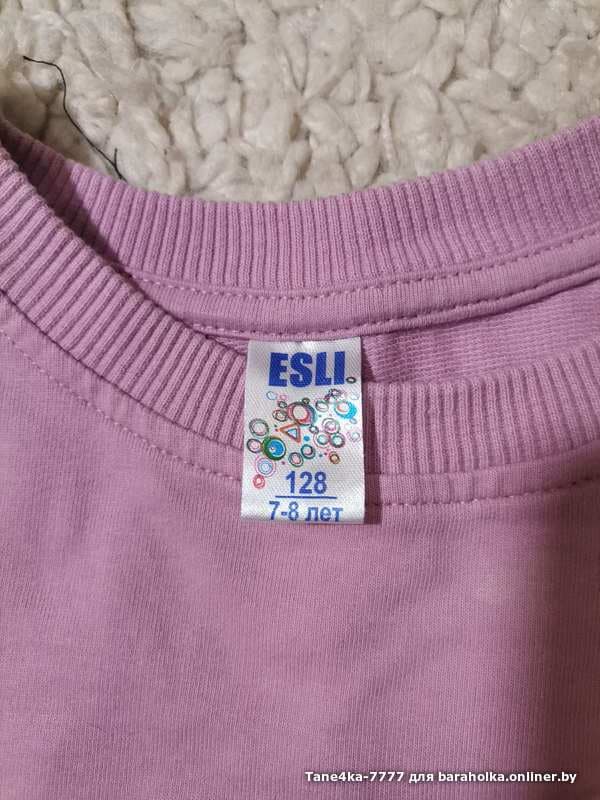 ESLI
128
7-8 лет
Tane4ka-7777 для baraholka.onliner.by